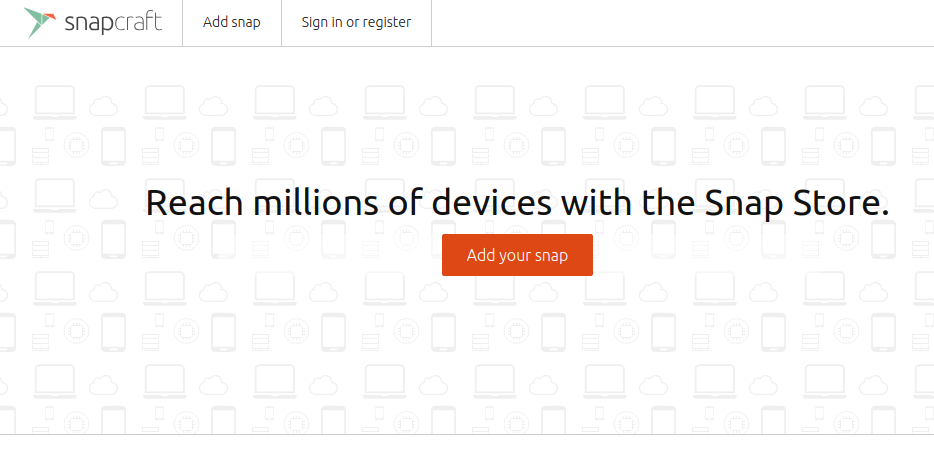 snapcraft
Add snap
Sign in or register
Reach millions of devices with the Snap Store.
Add your snap